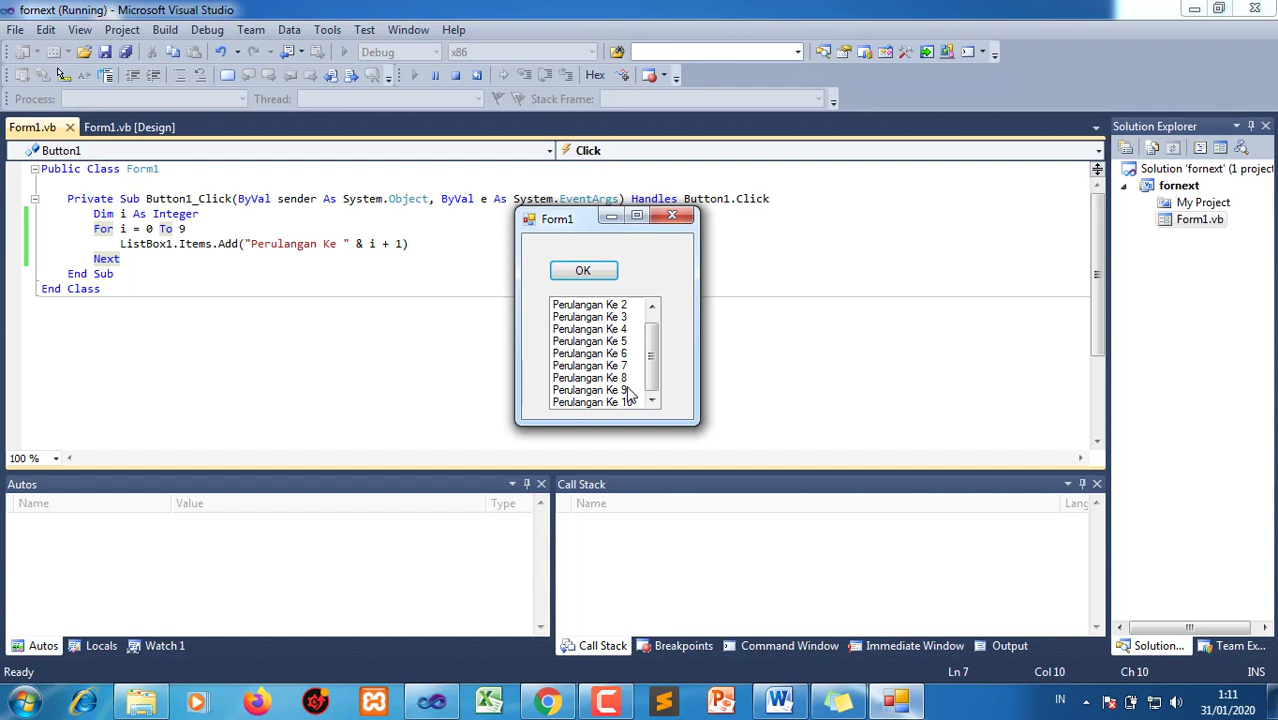 fornext (Running) - Microsoft Visual Studio
File Edit View Project Build Debug Team Data Tools Test Window Help
Debug x86
Hex
Process: Thread: Stack Frame:
Form1.vb Form1.vb [Design]
Button1 Click
Public Class Form1
Private Sub Button1_Click(ByVal sender As System.Object, ByVal e As System.EventArgs) Handles Button1.Click
Dim i As Integer
For i = 0 To 9
ListBox1.Items.Add("Perulangan Ke " & i + 1)
Next
End Sub
End Class
Form1
OK
Perulangan Ke 2
Perulangan Ke 3
Perulangan Ke 4
Perulangan Ke 5
Perulangan Ke 6
Perulangan Ke 7
Perulangan Ke 8
Perulangan Ke 9
Perulangan Ke 10
Solution Explorer
Solution 'fornext' (1 project
fornext
My Project
Form1.vb
100 %
Autos
Name Value Type
Call Stack
Name Lang
Autos Locals Watch 1
Call Stack Breakpoints Command Window Immediate Window Output
Solution... Team Ex...
Ready Ln 7 Col 10 Ch 10 INS
IN
1:11
31/01/2020